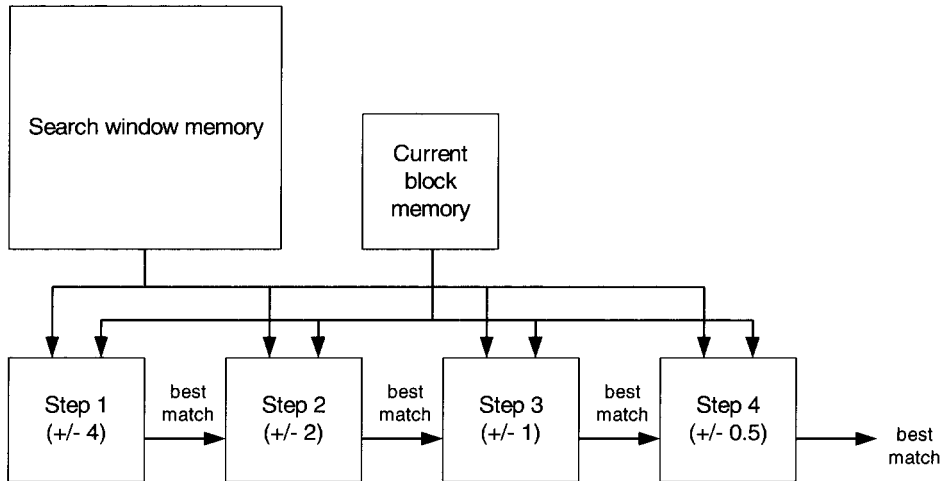 Search window memory
Current
block
memory
Step 1
(+/- 4)
best
match
Step 2
(+/- 2)
best
match
Step 3
(+/- 1)
best
match
Step 4
(+/- 0.5)
best
match